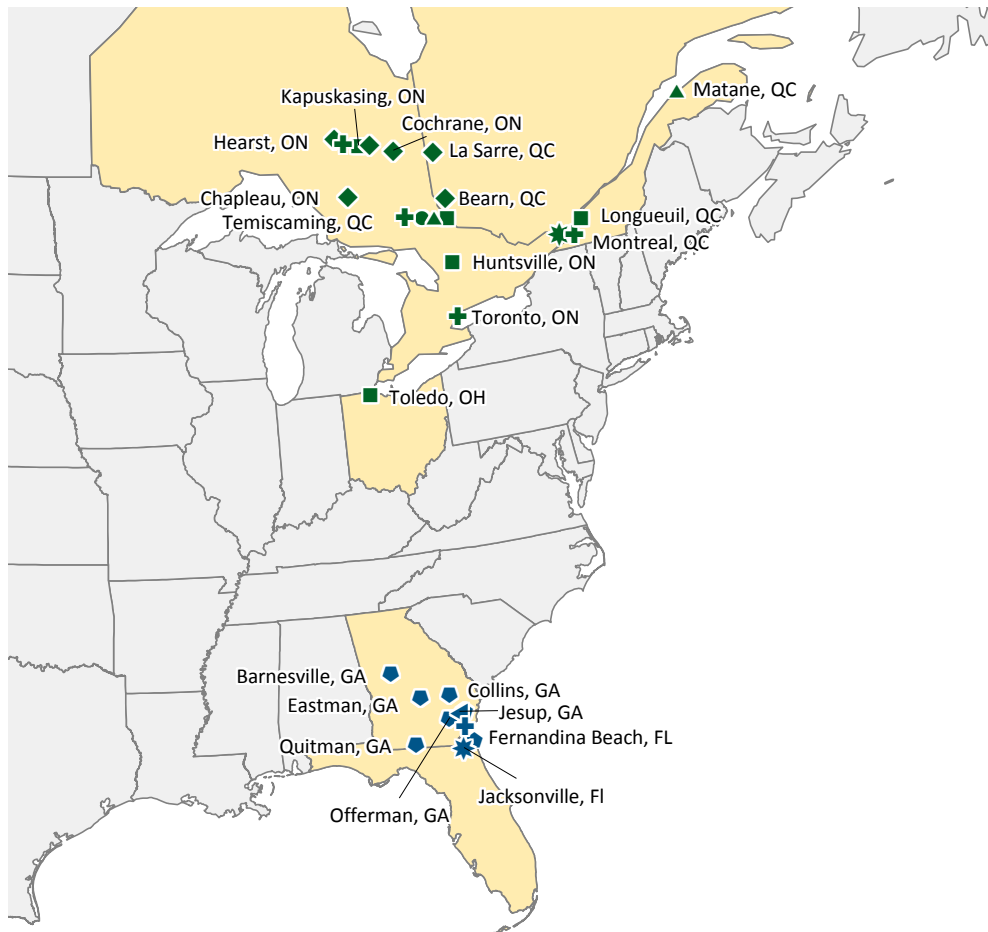 Matane, QC
Kapuskasing, ON
Cochrane, ON
Hearst, ON
La Sarre, QC
Chapleau, ON
Bearn, QC
Temiscaming, QC
Longueuil, QC
Montreal, QC
Huntsville, ON
Toronto, ON
Toledo, OH
Barnesville, GA
Collins, GA
Eastman, GA
Jesup, GA
Fernandina Beach, FL
Quitman, GA
Jacksonville, Fl
Offerman, GA